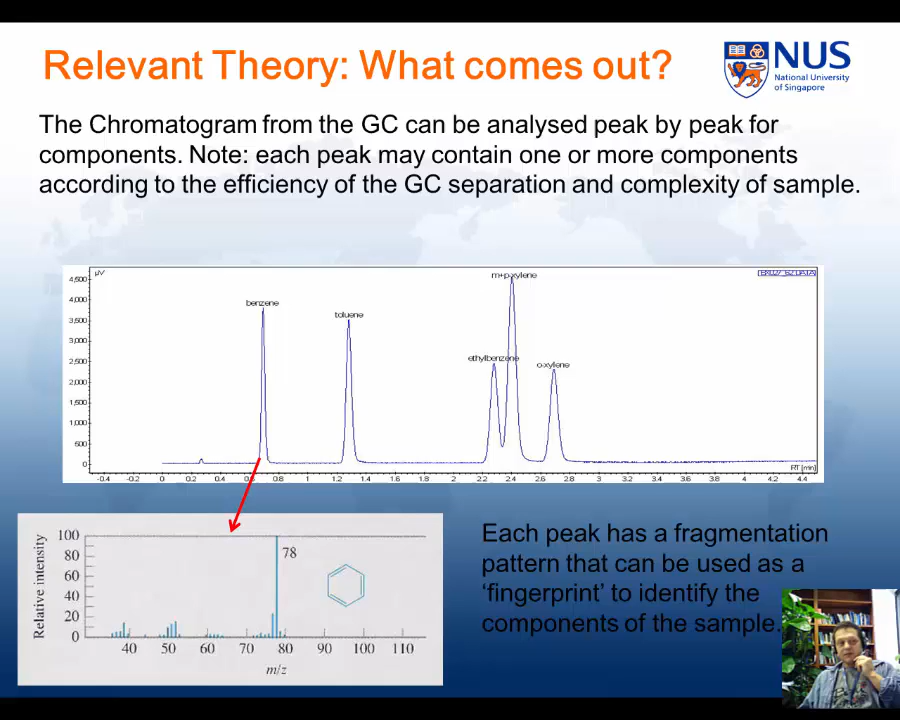 Relevant Theory: What comes out?
NUS
National University
of Singapore
The Chromatogram from the GC can be analysed peak by peak for
components. Note: each peak may contain one or more components
according to the efficiency of the GC separation and complexity of sample.
µV
4,500
4,000
3,500
3,000
2,500
2,000
1,500
1,000
500
0
benzene
toluene
ethylbenzene
m+p-xylene
o-xylene
RT [min]
-0.4 -0.2 0 0.2 0.4 0.6 0.8 1 1.2 1.4 1.6 1.8 2 2.2 2.4 2.6 2.8 3 3.2 3.4 3.6 3.8 4 4.2 4.4
Relative intensity
100
80
60
40
20
0
78
40 50 60 70 80 90 100 110
m/z
Each peak has a fragmentation
pattern that can be used as a
‘fingerprint’ to identify the
components of the sample.